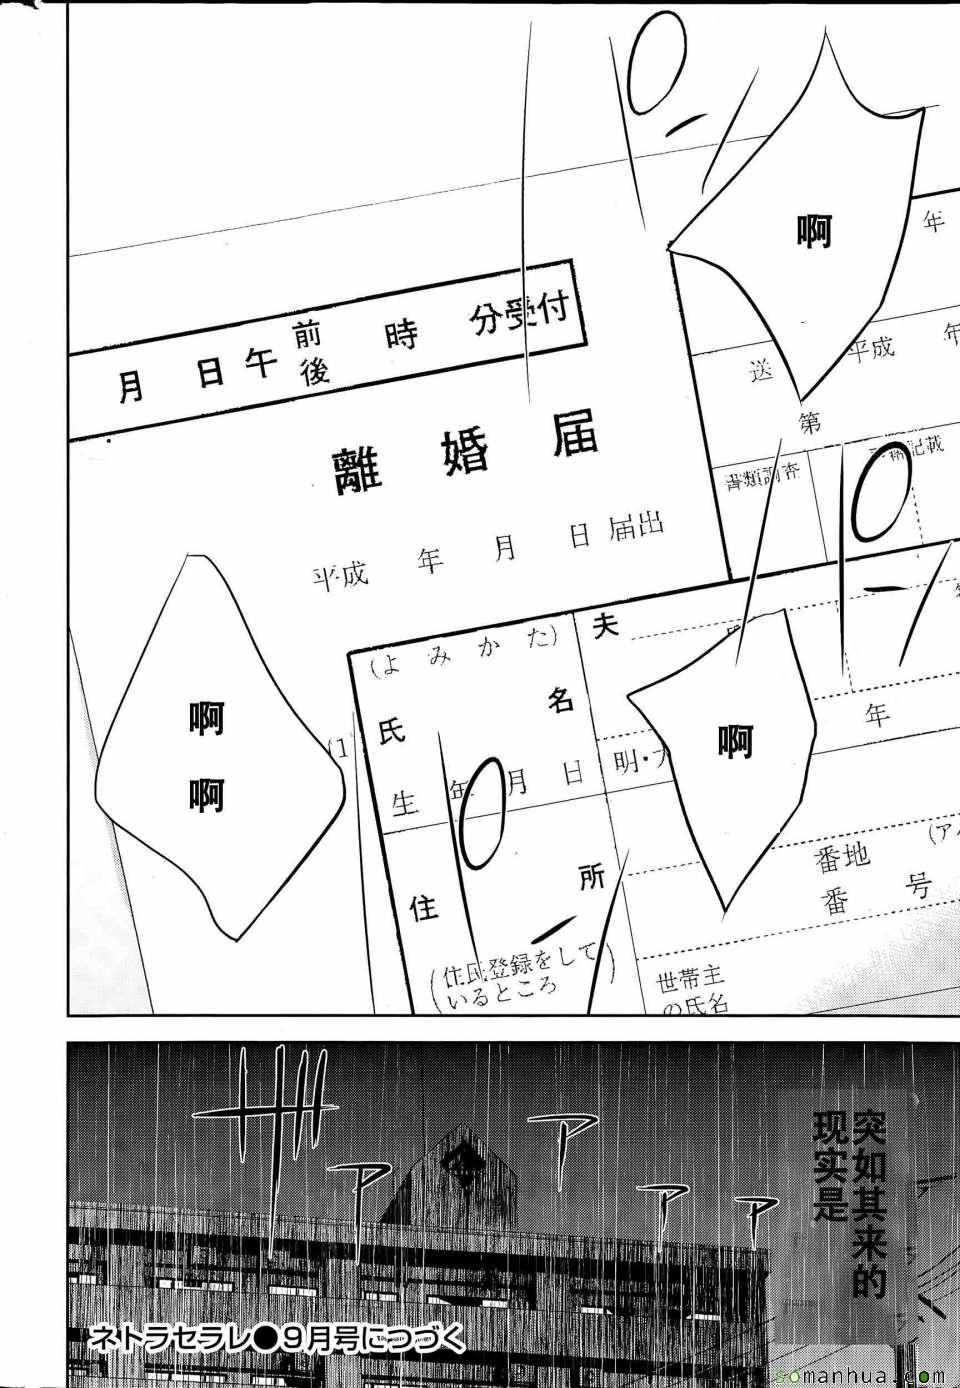 啊
年
平成 年
送
第
書類調査
記載
月 日 午 前 後 時 分 受付
離婚届
平成 年 月 日 届出
啊
啊
啊
(よみかた)
夫
氏 名
(1)
生 年 月 日
明・大
年
住 所
(住民登録をして
いるところ)
番地
番 号
(ア
世帯主
の氏名
ザァァァァ
突如其来的
现实是
ネトラセラレ●9月号につづく
somanhua.com